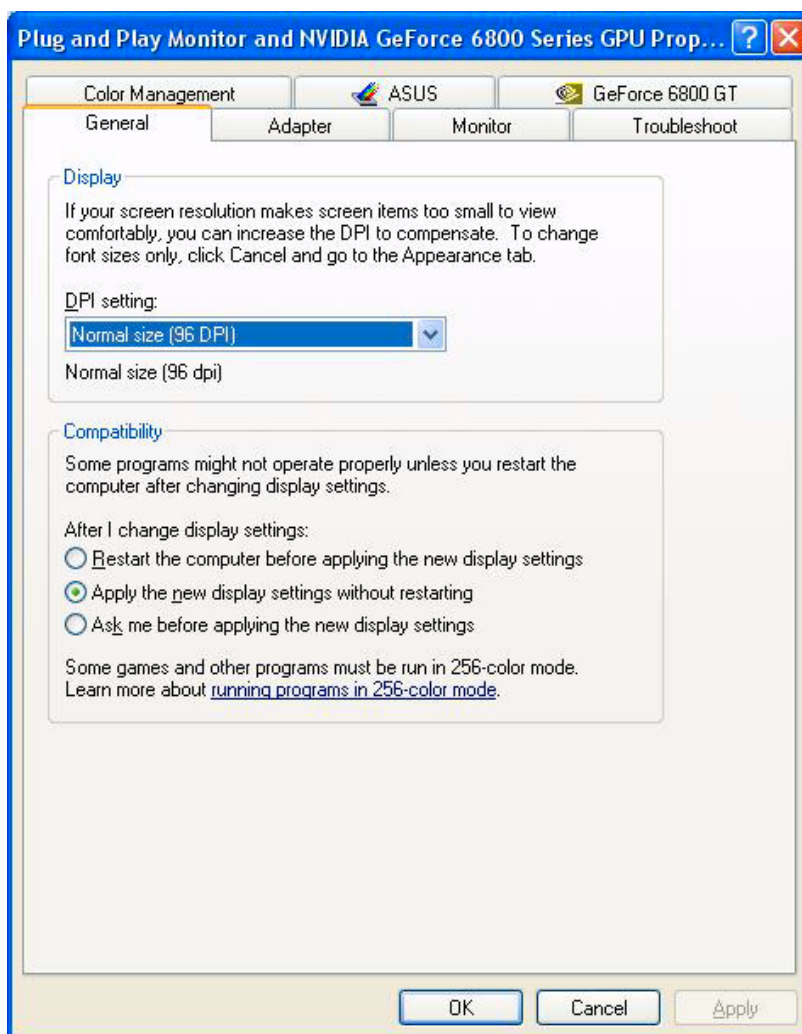 Plug and Play Monitor and NVIDIA GeForce 6800 Series GPU Prop...
Color Management
ASUS
GeForce 6800 GT
General
Adapter
Monitor
Troubleshoot
Display
If your screen resolution makes screen items too small to view
comfortably, you can increase the DPI to compensate. To change
font sizes only, click Cancel and go to the Appearance tab.
DPI setting:
Normal size (96 DPI)
Normal size (96 dpi)
Compatibility
Some programs might not operate properly unless you restart the
computer after changing display settings.
After I change display settings:
Restart the computer before applying the new display settings
Apply the new display settings without restarting
Ask me before applying the new display settings
Some games and other programs must be run in 256-color mode.
Learn more about running programs in 256-color mode.
OK
Cancel
Apply